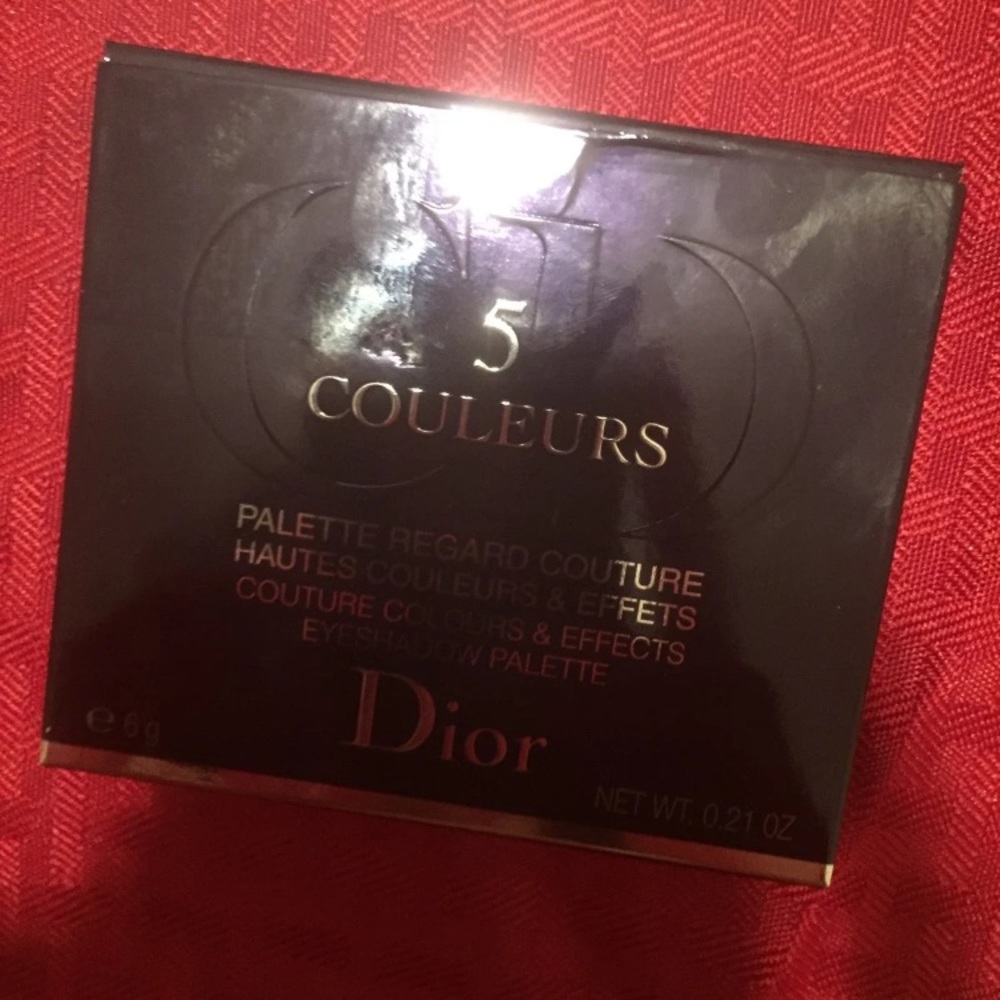 5
COULEURS
PALETTE REGARD COUTURE
HAUTES COULEURS & EFFETS
COUTURE COLOURS & EFFECTS
EYESHADOW PALETTE
Dior
e 6g
NET WT. 0.21 OZ